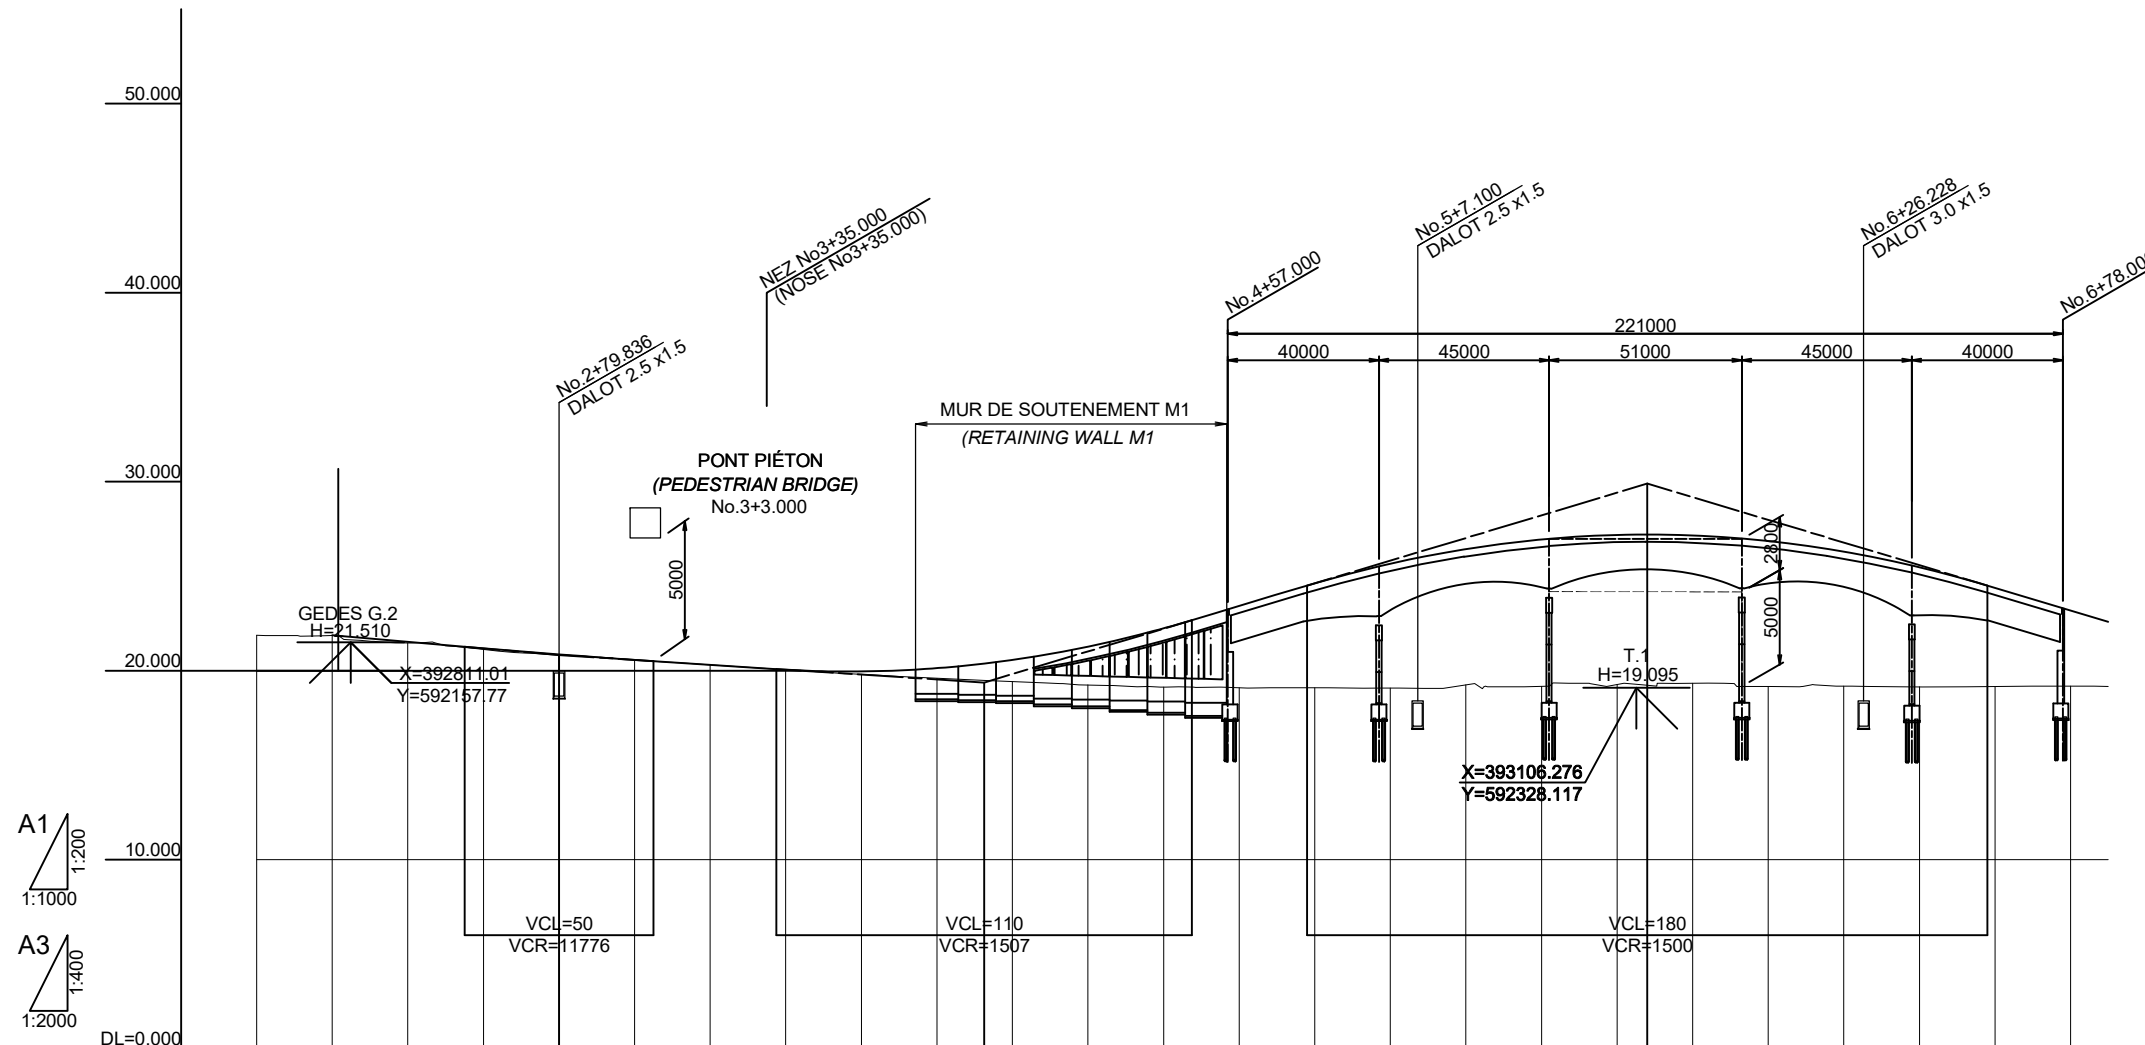 50.000
40.000
30.000
20.000
10.000
DL=0.000
A1
1:200
1:1000
A3
1:400
1:2000
GEDES G.2
H=21.510
X=392811.01
Y=592157.77
No.2+79.836
DALOT 2.5 x1.5
NEZ No3+35.000
(NOSE No3+35.000)
PONT PIÉTON
(PEDESTRIAN BRIDGE)
No.3+3.000
5000
MUR DE SOUTENEMENT M1
(RETAINING WALL M1
No.4+57.000
No.5+7.100
DALOT 2.5 x1.5
No.6+26.228
DALOT 3.0 x1.5
No.6+78.00
221000
40000
45000
51000
45000
40000
2800
5000
T.1
H=19.095
X=393106.276
Y=592328.117
VCL=50
VCR=11776
VCL=110
VCR=1507
VCL=180
VCR=1500